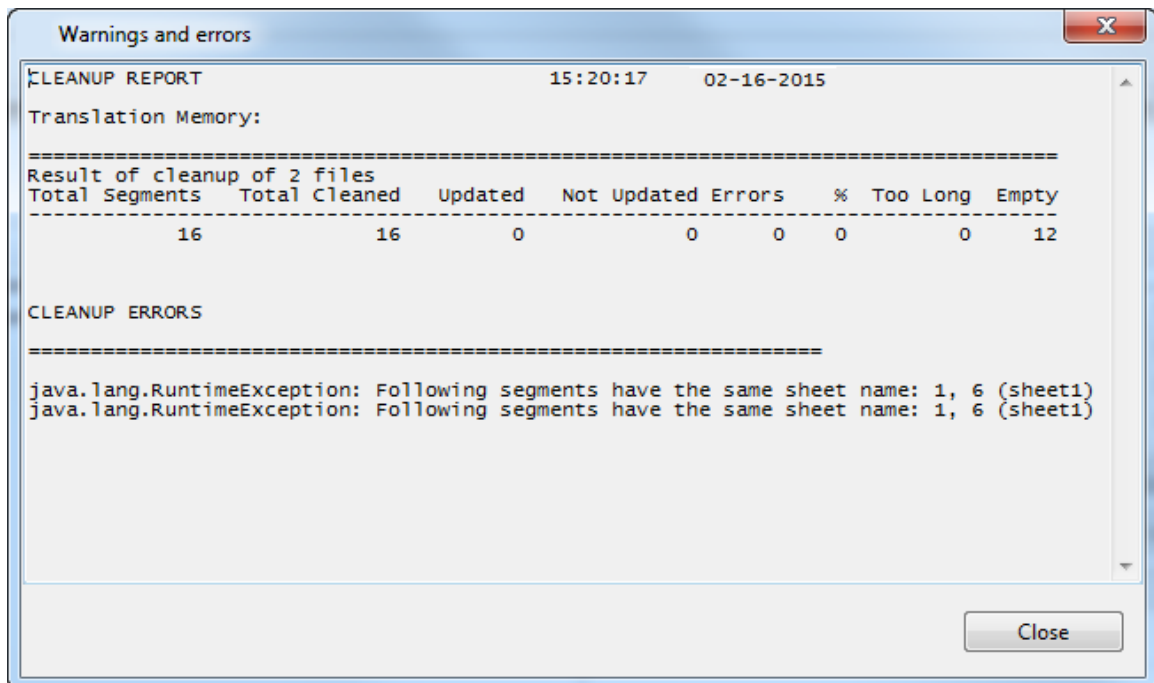 Warnings and errors
CLEANUP REPORT 15:20:17 02-16-2015
Translation Memory:
===================================================================================
Result of cleanup of 2 files
Total Segments Total Cleaned Updated Not Updated Errors % Too Long Empty
-----------------------------------------------------------------------------------
16 16 0 0 0 0 0 12
CLEANUP ERRORS
================================================================
java.lang.RuntimeException: Following segments have the same sheet name: 1, 6 (sheet1)
java.lang.RuntimeException: Following segments have the same sheet name: 1, 6 (sheet1)
Close